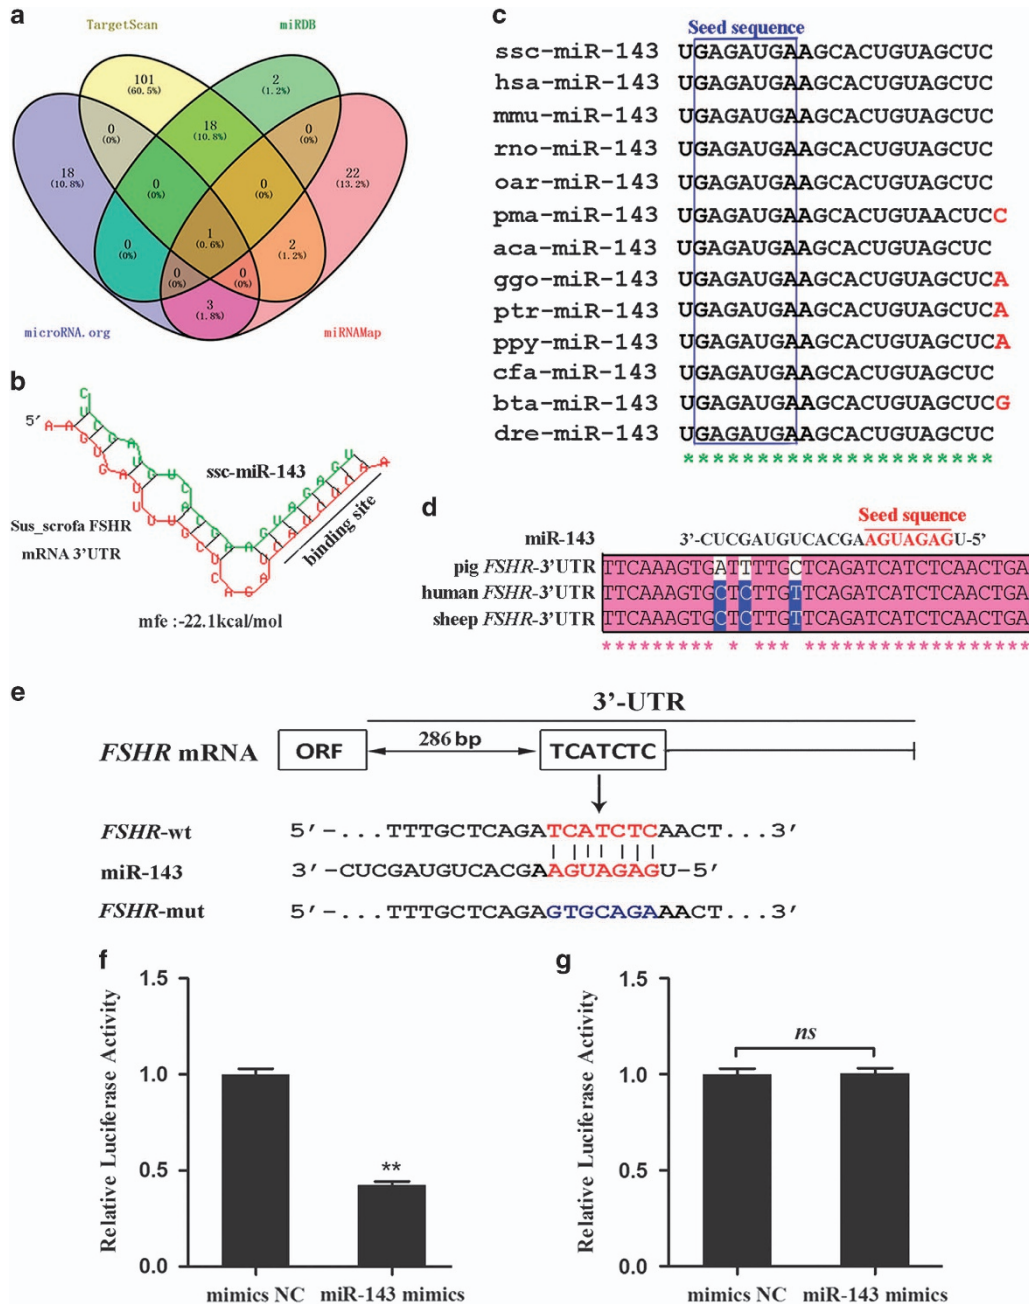 a
TargetScan
miRDB
101
(60.5%)
2
(1.2%)
0
(0%)
18
(10.8%)
0
(0%)
18
(10.8%)
0
(0%)
0
(0%)
22
(13.2%)
0
(0%)
1
(0.6%)
2
(1.2%)
0
(0%)
0
(0%)
3
(1.8%)
microRNA.org
miRNAMap
b
5'
ssc-miR-143
Sus_scrofa FSHR
mRNA 3'UTR
binding site
mfe :-22.1kcal/mol
c
Seed sequence
ssc-miR-143 UGAGAUGAAGCACUGUAGCUC
hsa-miR-143 UGAGAUGAAGCACUGUAGCUC
mmu-miR-143 UGAGAUGAAGCACUGUAGCUC
rno-miR-143 UGAGAUGAAGCACUGUAGCUC
oar-miR-143 UGAGAUGAAGCACUGUAGCUC
pma-miR-143 UGAGAUGAAGCACUGUAACUCC
aca-miR-143 UGAGAUGAAGCACUGUAGCUC
ggo-miR-143 UGAGAUGAAGCACUGUAGCUCA
ptr-miR-143 UGAGAUGAAGCACUGUAGCUCA
ppy-miR-143 UGAGAUGAAGCACUGUAGCUCA
cfa-miR-143 UGAGAUGAAGCACUGUAGCUC
bta-miR-143 UGAGAUGAAGCACUGUAGCUCG
dre-miR-143 UGAGAUGAAGCACUGUAGCUC
*********************
d
Seed squence
miR-143 3'-CUCGAUGUCACGAAGUAGAGU-5'
pig FSHR-3'UTR TTCAAAGTGATTTTGCTCAGATCATCTCAACTGA
human FSHR-3'UTR TTCAAAGTGCTCTTGTTCAGATCATCTCAACTGA
sheep FSHR-3'UTR TTCAAAGTGCTCTTGTTCAGATCATCTCAACTGA
********* * *** ******************
e
3'-UTR
FSHR mRNA ORF 286 bp TCATCTC
FSHR-wt 5'-...TTTGCTCAGATCATCTCAACT...3'
miR-143 3'-CUCGAUGUCACGAAGUAGAGU-5'
FSHR-mut 5'-...TTTGCTCAGAGTGCAGAAACT...3'
f
Relative Luciferase Activity
1.5
1.0
0.5
0.0
**
mimics NC miR-143 mimics
g
Relative Luciferase Activity
1.5
1.0
0.5
0.0
ns
mimics NC miR-143 mimics